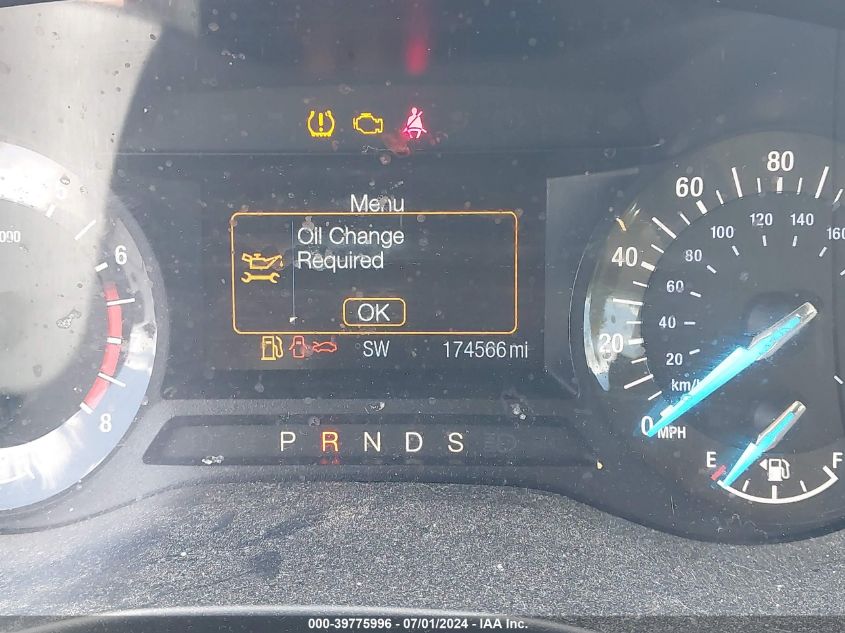 Menu
Oil Change
Required
OK
SW 174566 mi
P R N D S
6
8
0 20 40 60 80
20 40 60 80 100 120 140
km/
MPH
E F
000-39775996 - 07/01/2024 - IAA Inc.